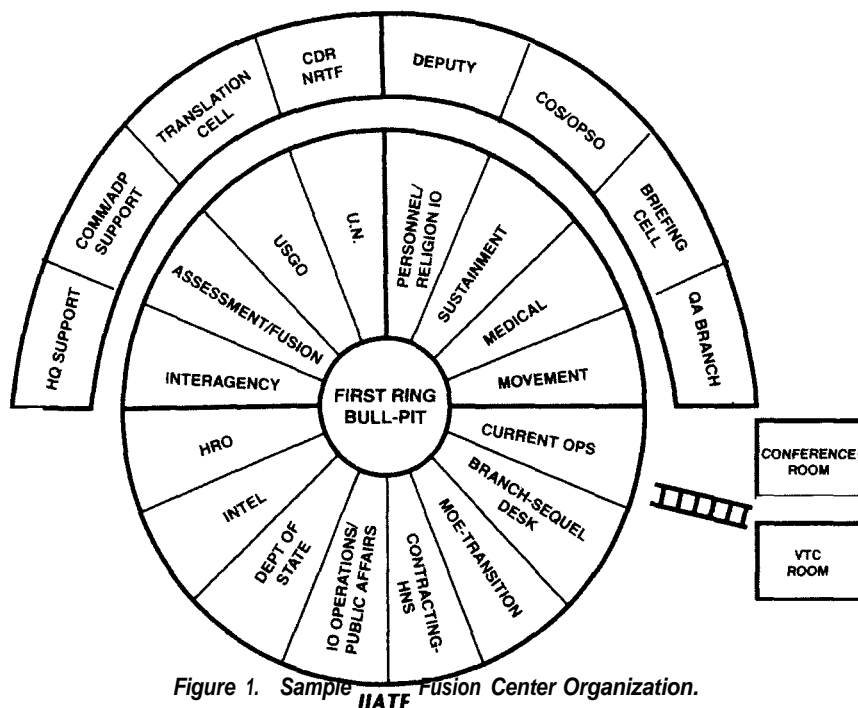 HQ SUPPORT
COMM/ADP
SUPPORT
TRANSLATION
CELL
CDR
NRTF
DEPUTY
COS/OPSO
BRIEFING
CELL
QA BRANCH
INTERAGENCY
ASSESSMENT/FUSION
USGO
U.N.
PERSONNEL/
RELIGION IO
SUSTAINMENT
MEDICAL
MOVEMENT
FIRST RING
BULL-PIT
HRO
INTEL
DEPT OF
STATE
IO OPERATIONS/
PUBLIC AFFAIRS
CONTRACTING-
HNS
MOE-TRANSITION
BRANCH-SEQUEL
DESK
CURRENT OPS
CONFERENCE
ROOM
VTC
ROOM
Figure 1. Sample Fusion Center Organization.